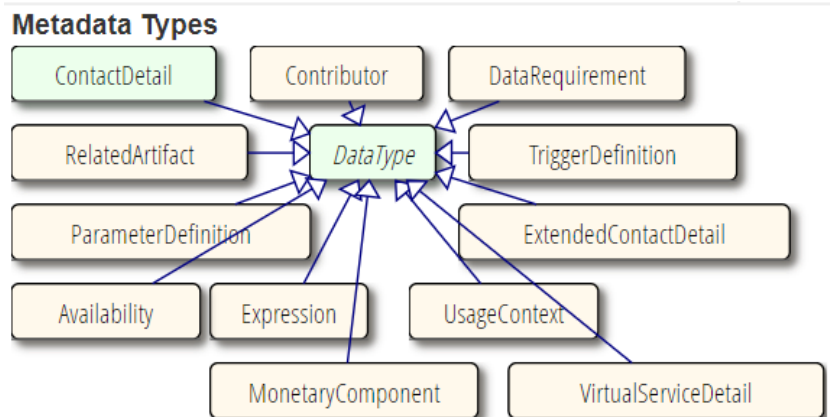 Metadata Types
ContactDetail
Contributor
DataRequirement
RelatedArtifact
DataType
TriggerDefinition
ParameterDefinition
ExtendedContactDetail
Availability
Expression
UsageContext
MonetaryComponent
VirtualServiceDetail